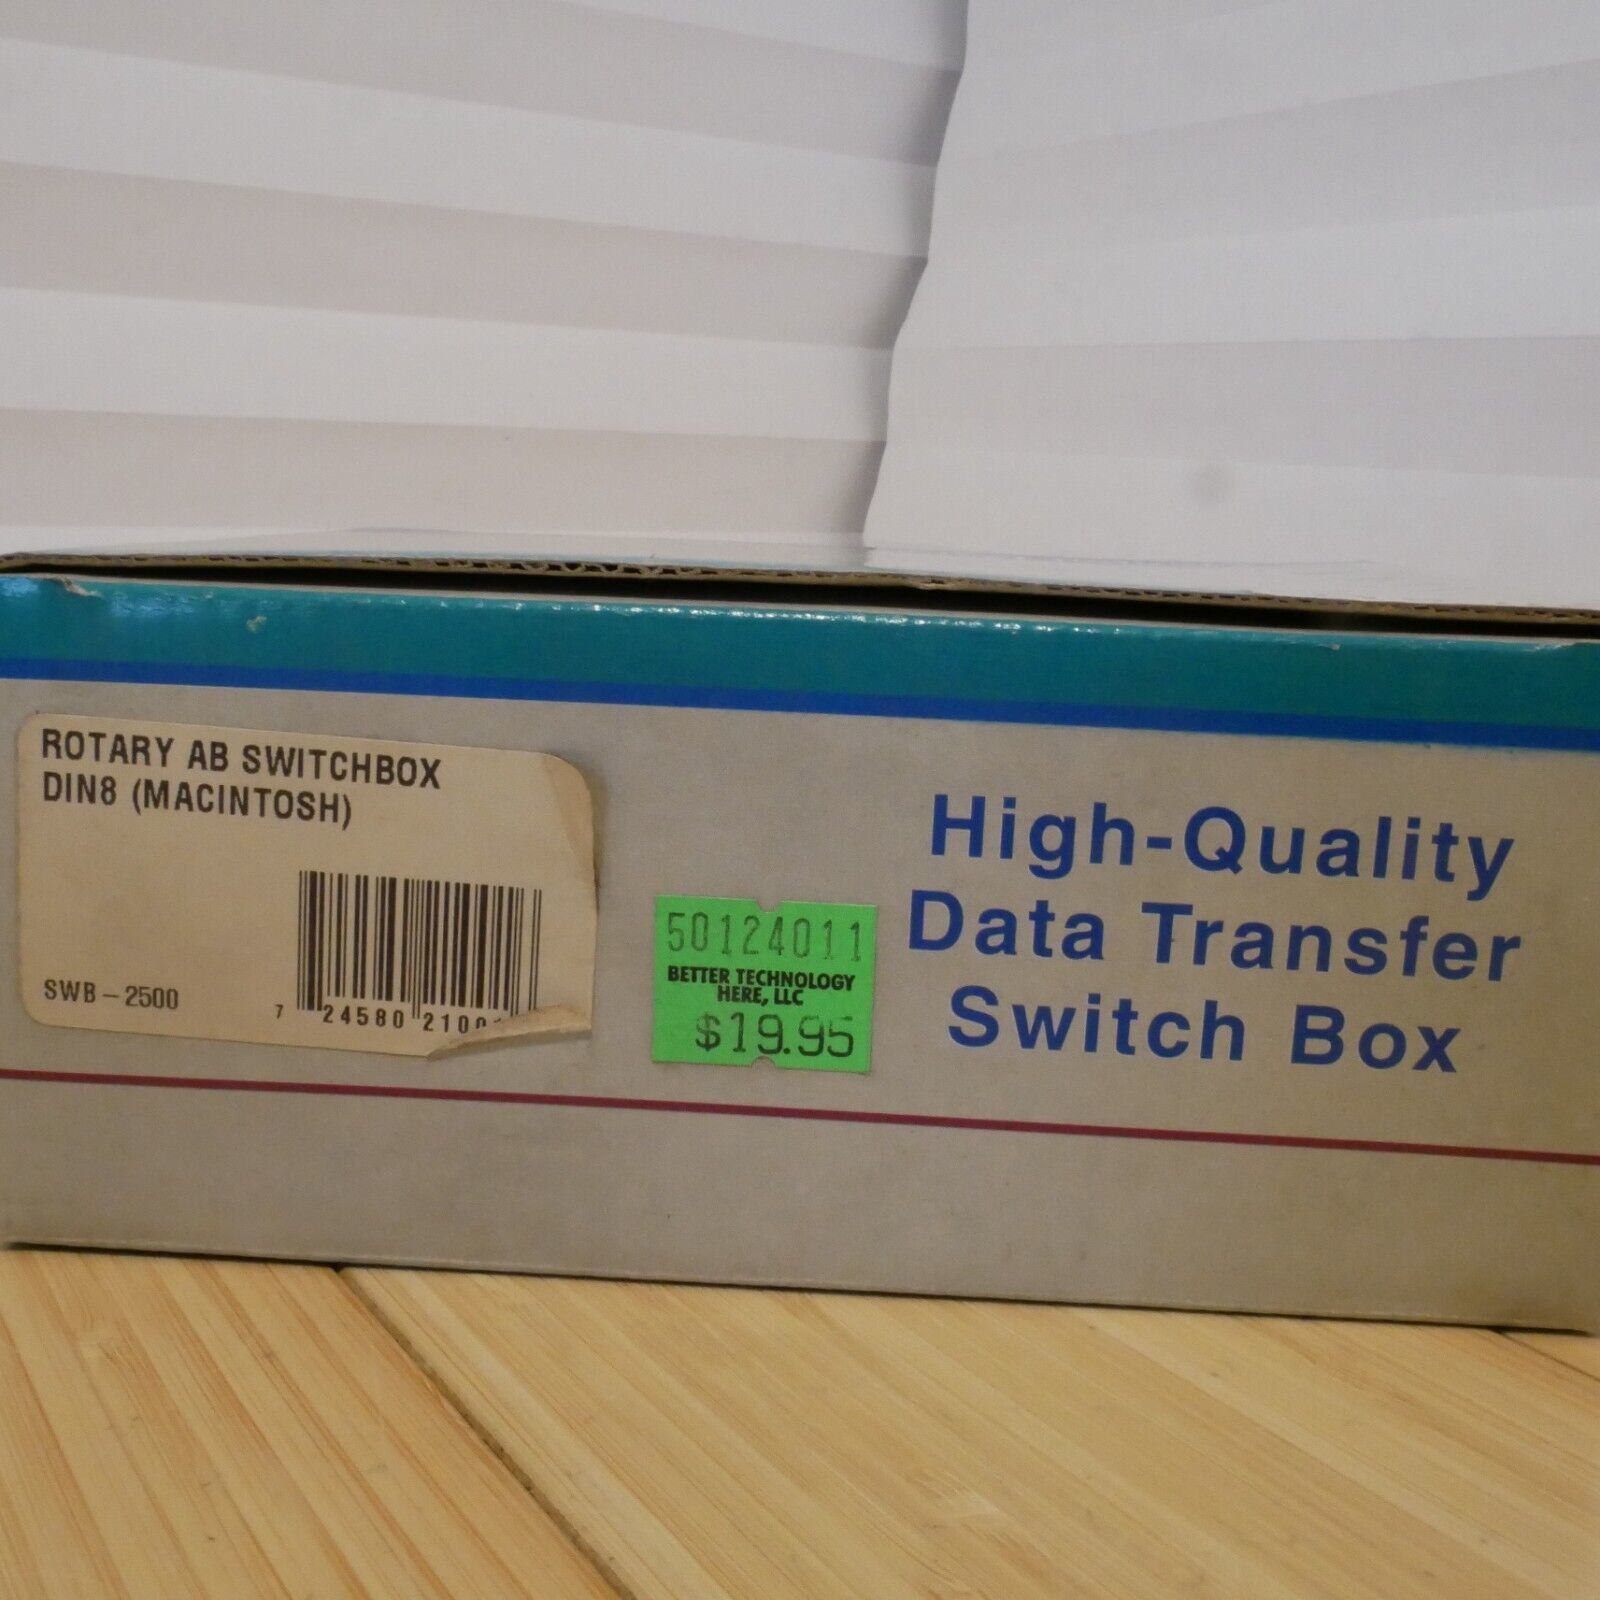 ROTARY AB SWITCHBOX
DIN8 (MACINTOSH)
SWB-2500
7 24580 2100
50124011
BETTER TECHNOLOGY
HERE, LLC
$19.95
High-Quality
Data Transfer
Switch Box